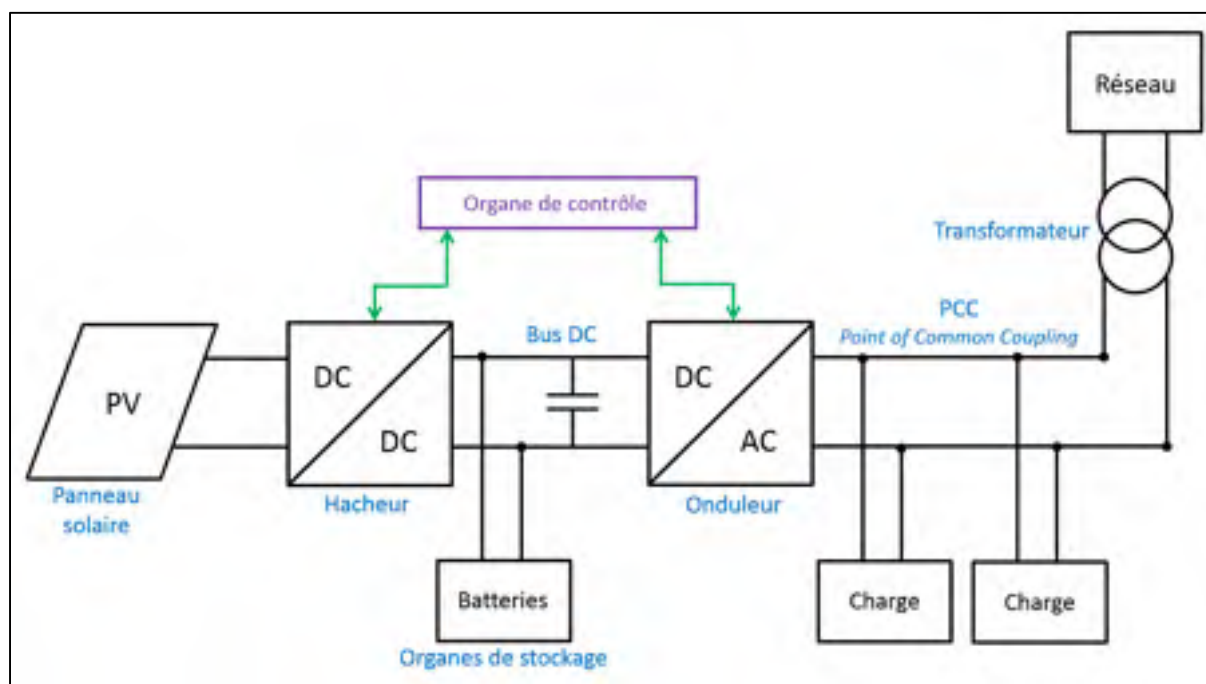 Réseau
Organe de contrôle
Transformateur
PCC
Bus DC
Point of Common Coupling
DC
DC
PV
DC
AC
Panneau
solaire
Hacheur
Onduleur
Batteries
Charge
Charge
Organes de stockage